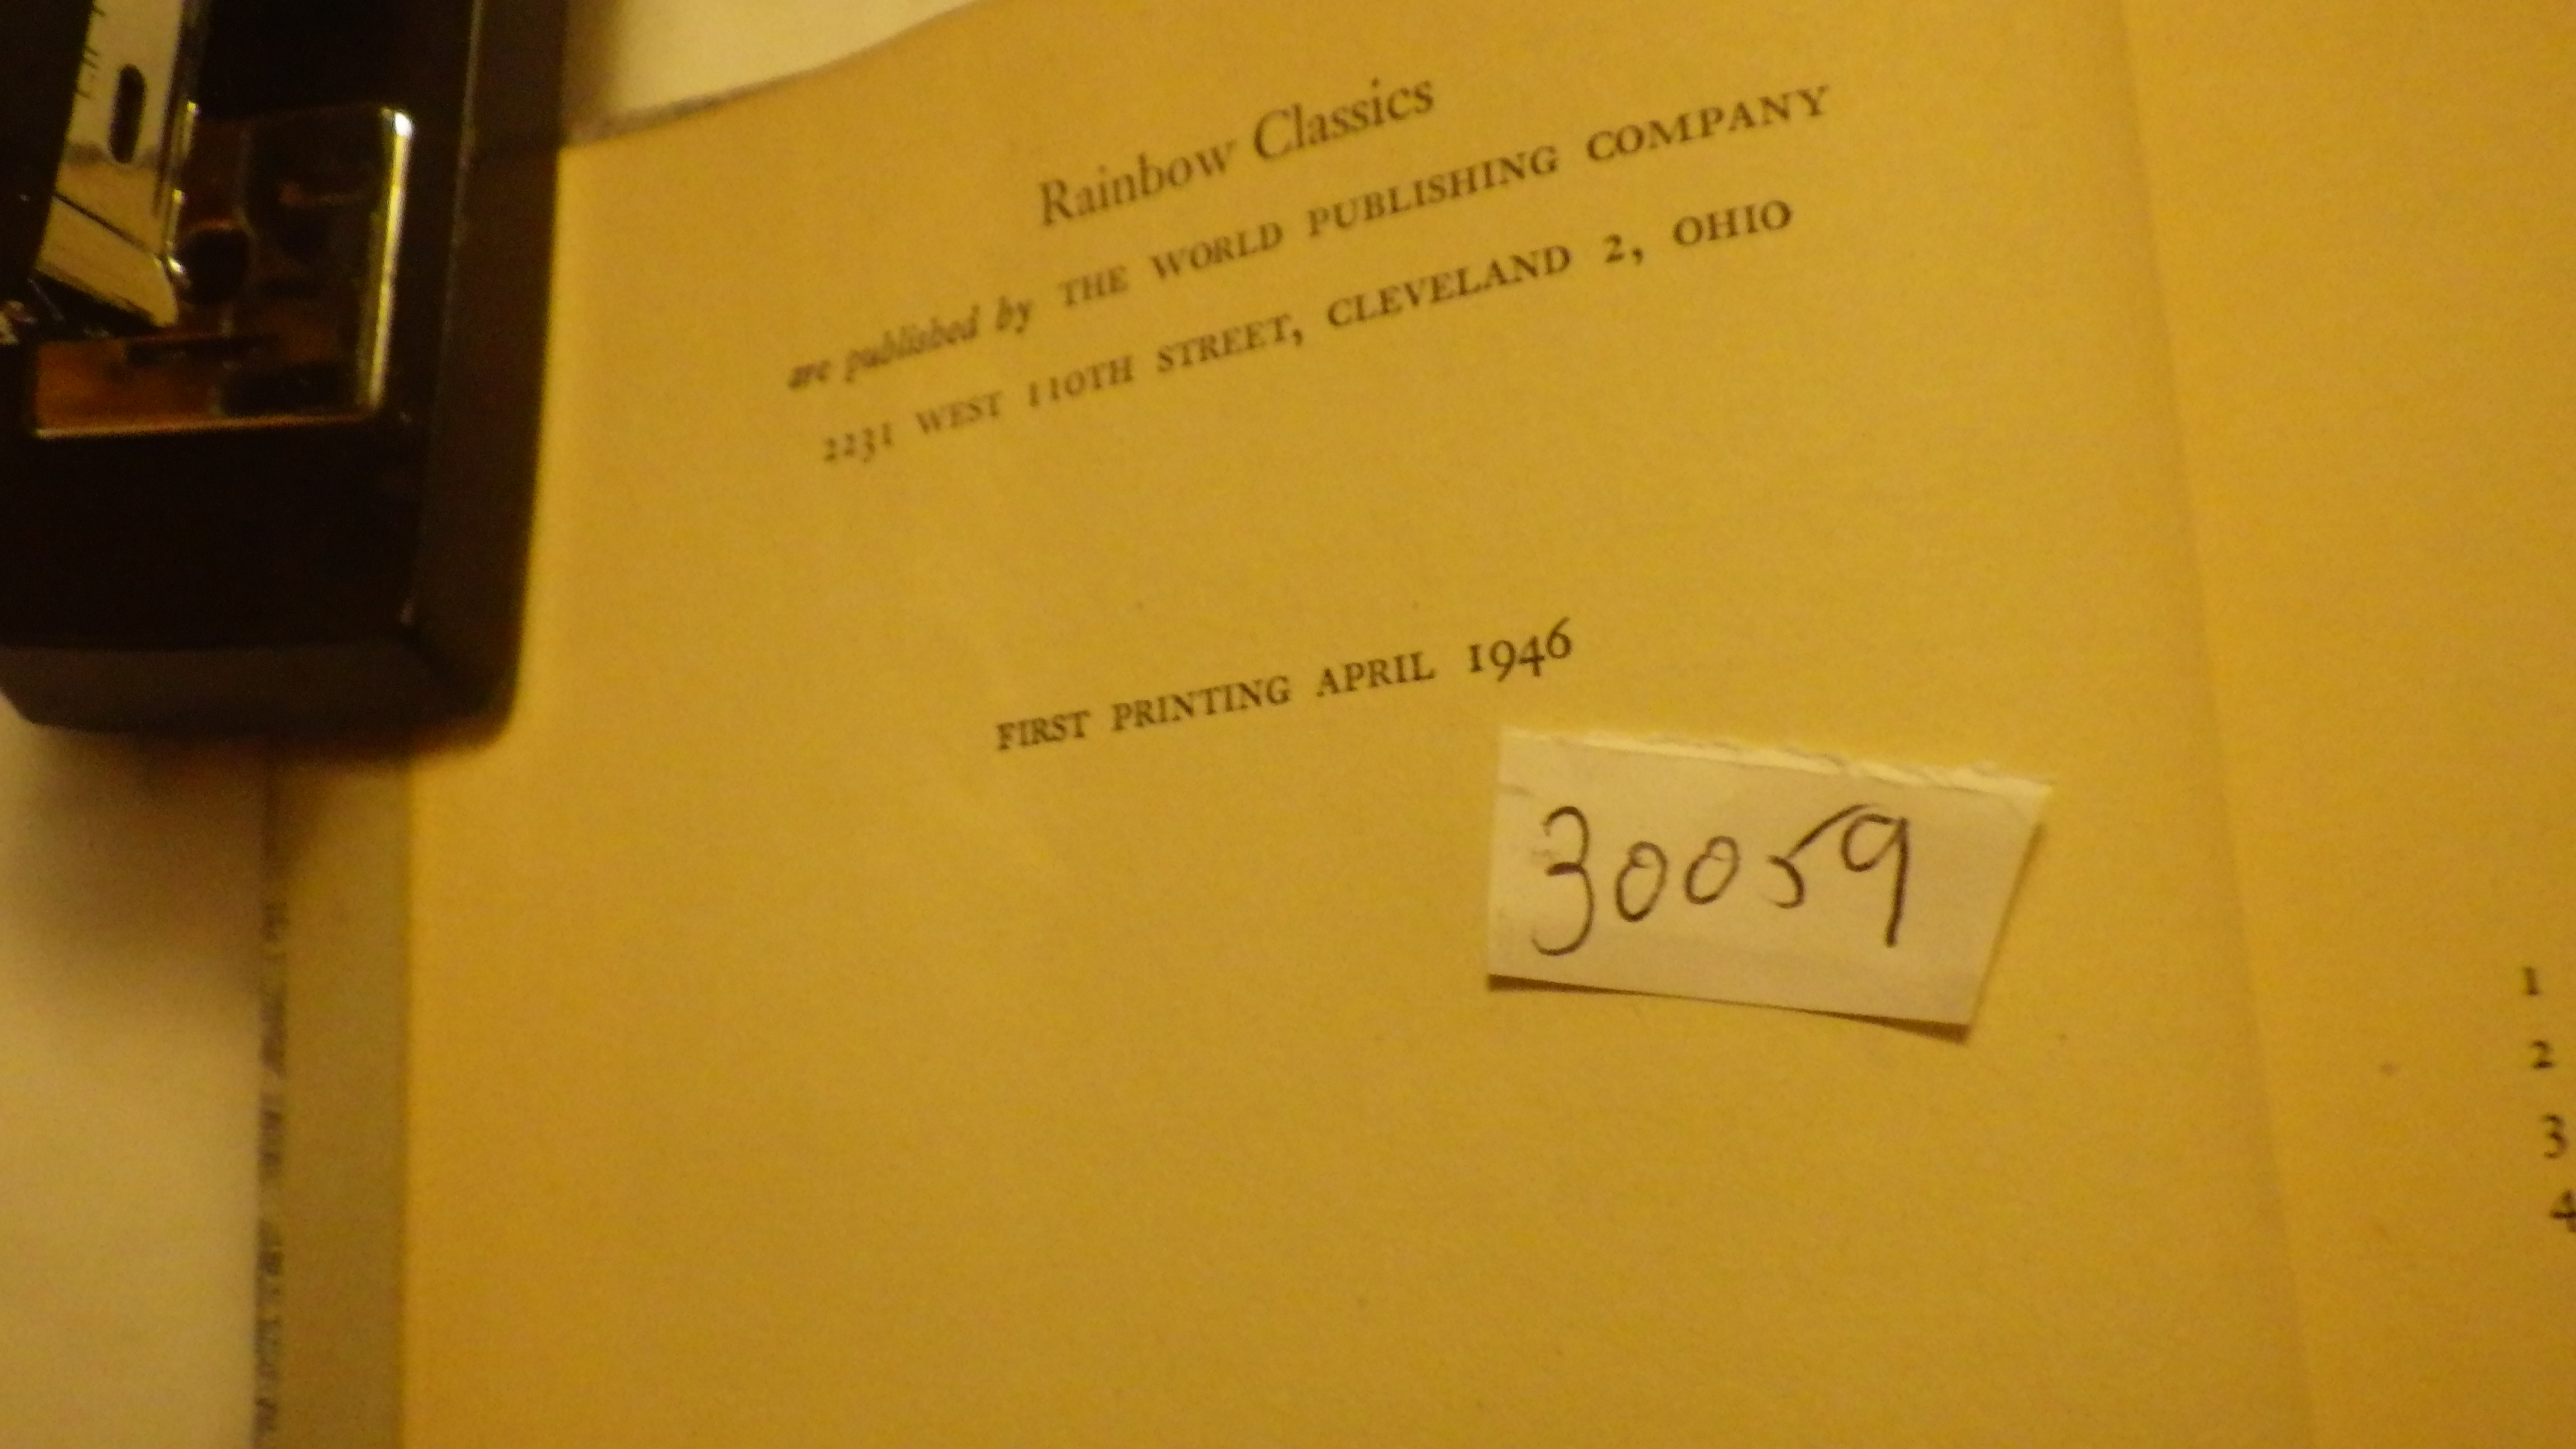 Rainbow Classics
are published by THE WORLD PUBLISHING COMPANY
2231 WEST 110TH STREET, CLEVELAND 2, OHIO
FIRST PRINTING APRIL 1946
30059
1
2
3
4